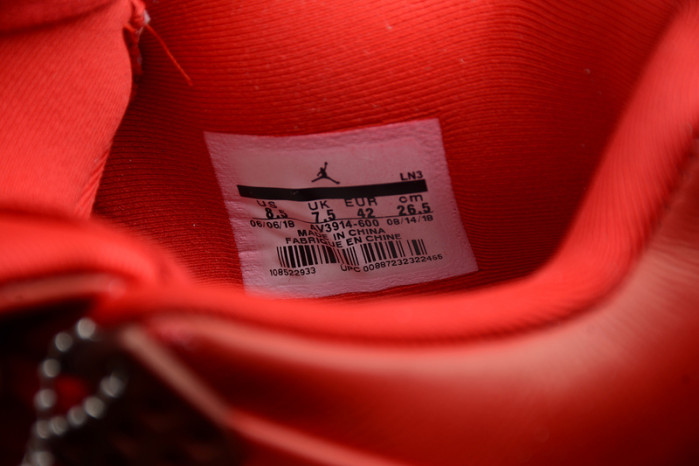 LN3
US UK EUR cm
8.5 7.5 42 26.5
06/06/18 AV3914-600 08/14/18
MADE IN CHINA
FABRIQUE EN CHINE
108522933 UPC 00887232322466